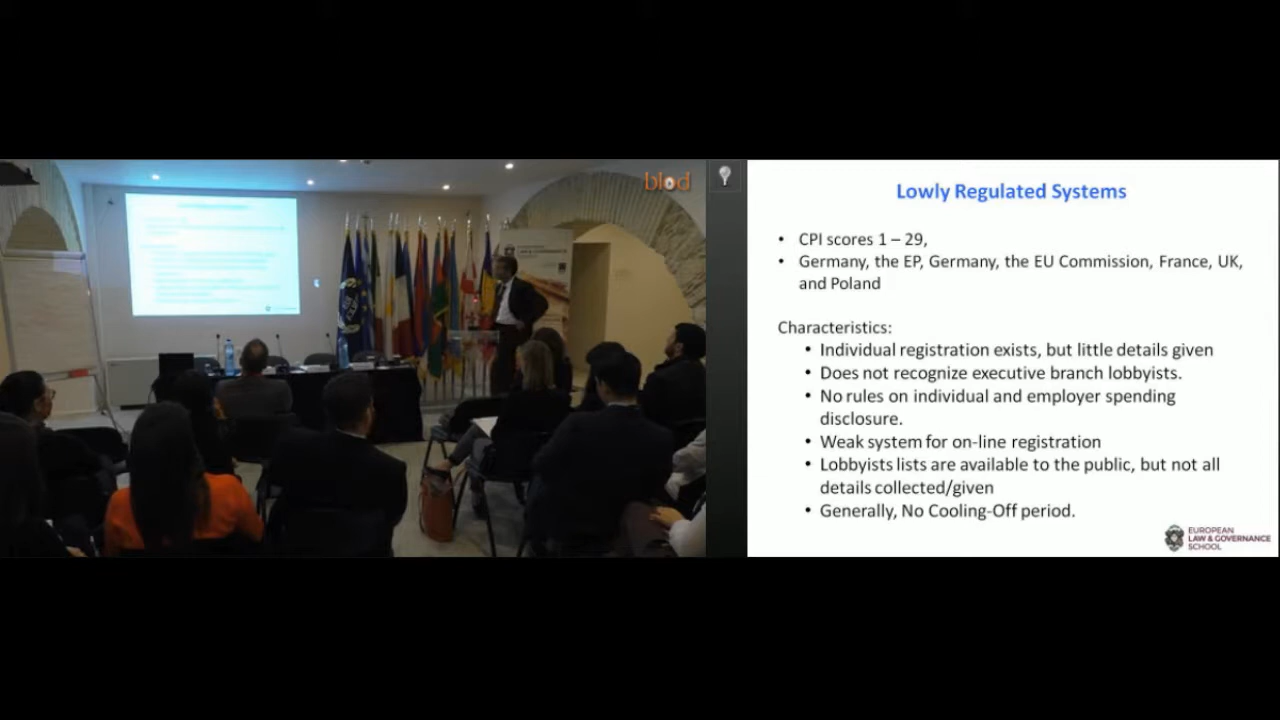 blod
LAW & GOVERNANCE
Lowly Regulated Systems
• CPI scores 1 – 29,
• Germany, the EP, Germany, the EU Commission, France, UK,
and Poland
Characteristics:
• Individual registration exists, but little details given
• Does not recognize executive branch lobbyists.
• No rules on individual and employer spending
disclosure.
• Weak system for on-line registration
• Lobbyists lists are available to the public, but not all
details collected/given
• Generally, No Cooling-Off period.
EUROPEAN
LAW & GOVERNANCE
SCHOOL